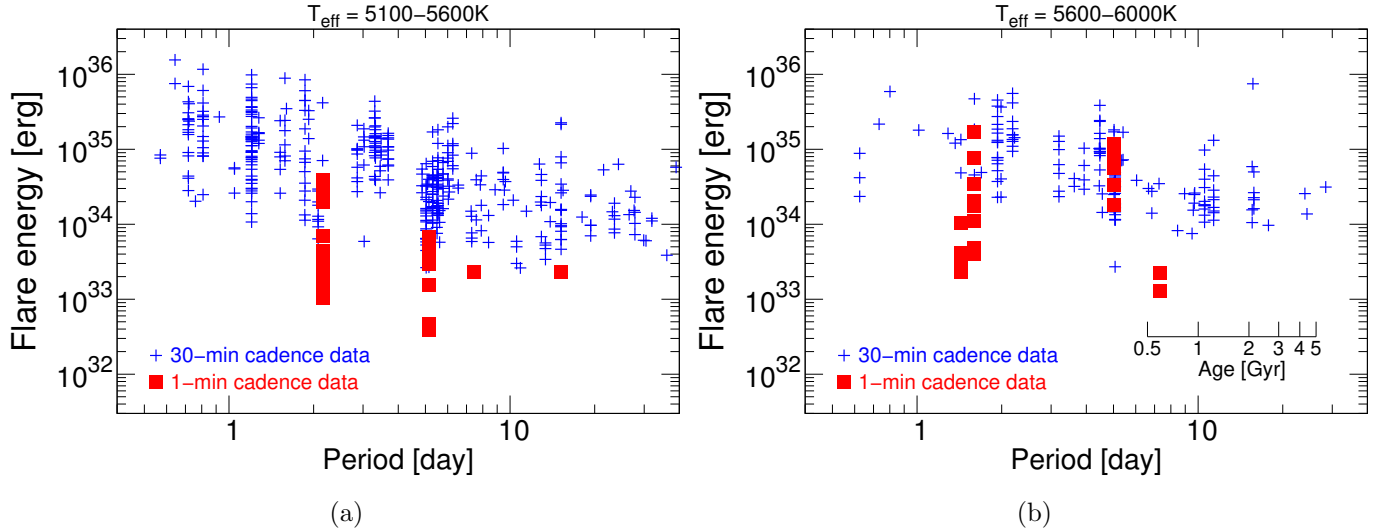 T_eff = 5100−5600K
10^36
10^35
10^34
10^33
10^32
Flare energy [erg]
+ 30−min cadence data
■ 1−min cadence data
1 10
Period [day]
(a)
T_eff = 5600−6000K
10^36
10^35
10^34
10^33
10^32
Flare energy [erg]
+ 30−min cadence data
■ 1−min cadence data
0.5 1 2 3 4 5
Age [Gyr]
1 10
Period [day]
(b)